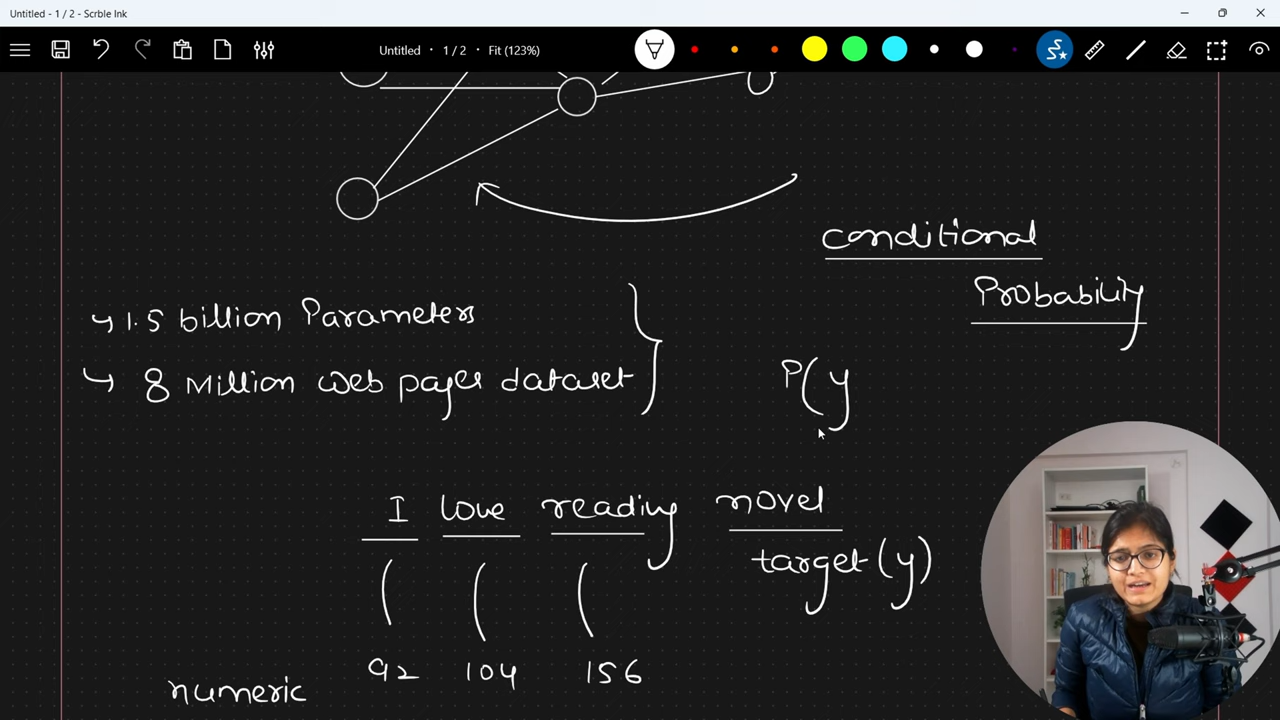 Untitled - 1 / 2 - Scrble Ink
Untitled • 1 / 2 • Fit (123%)
conditional
Probability
↳ 1.5 billion Parameters
↳ 8 Million web pages dataset
P(y
I love reading novel
target (y)
92 104 156
numeric